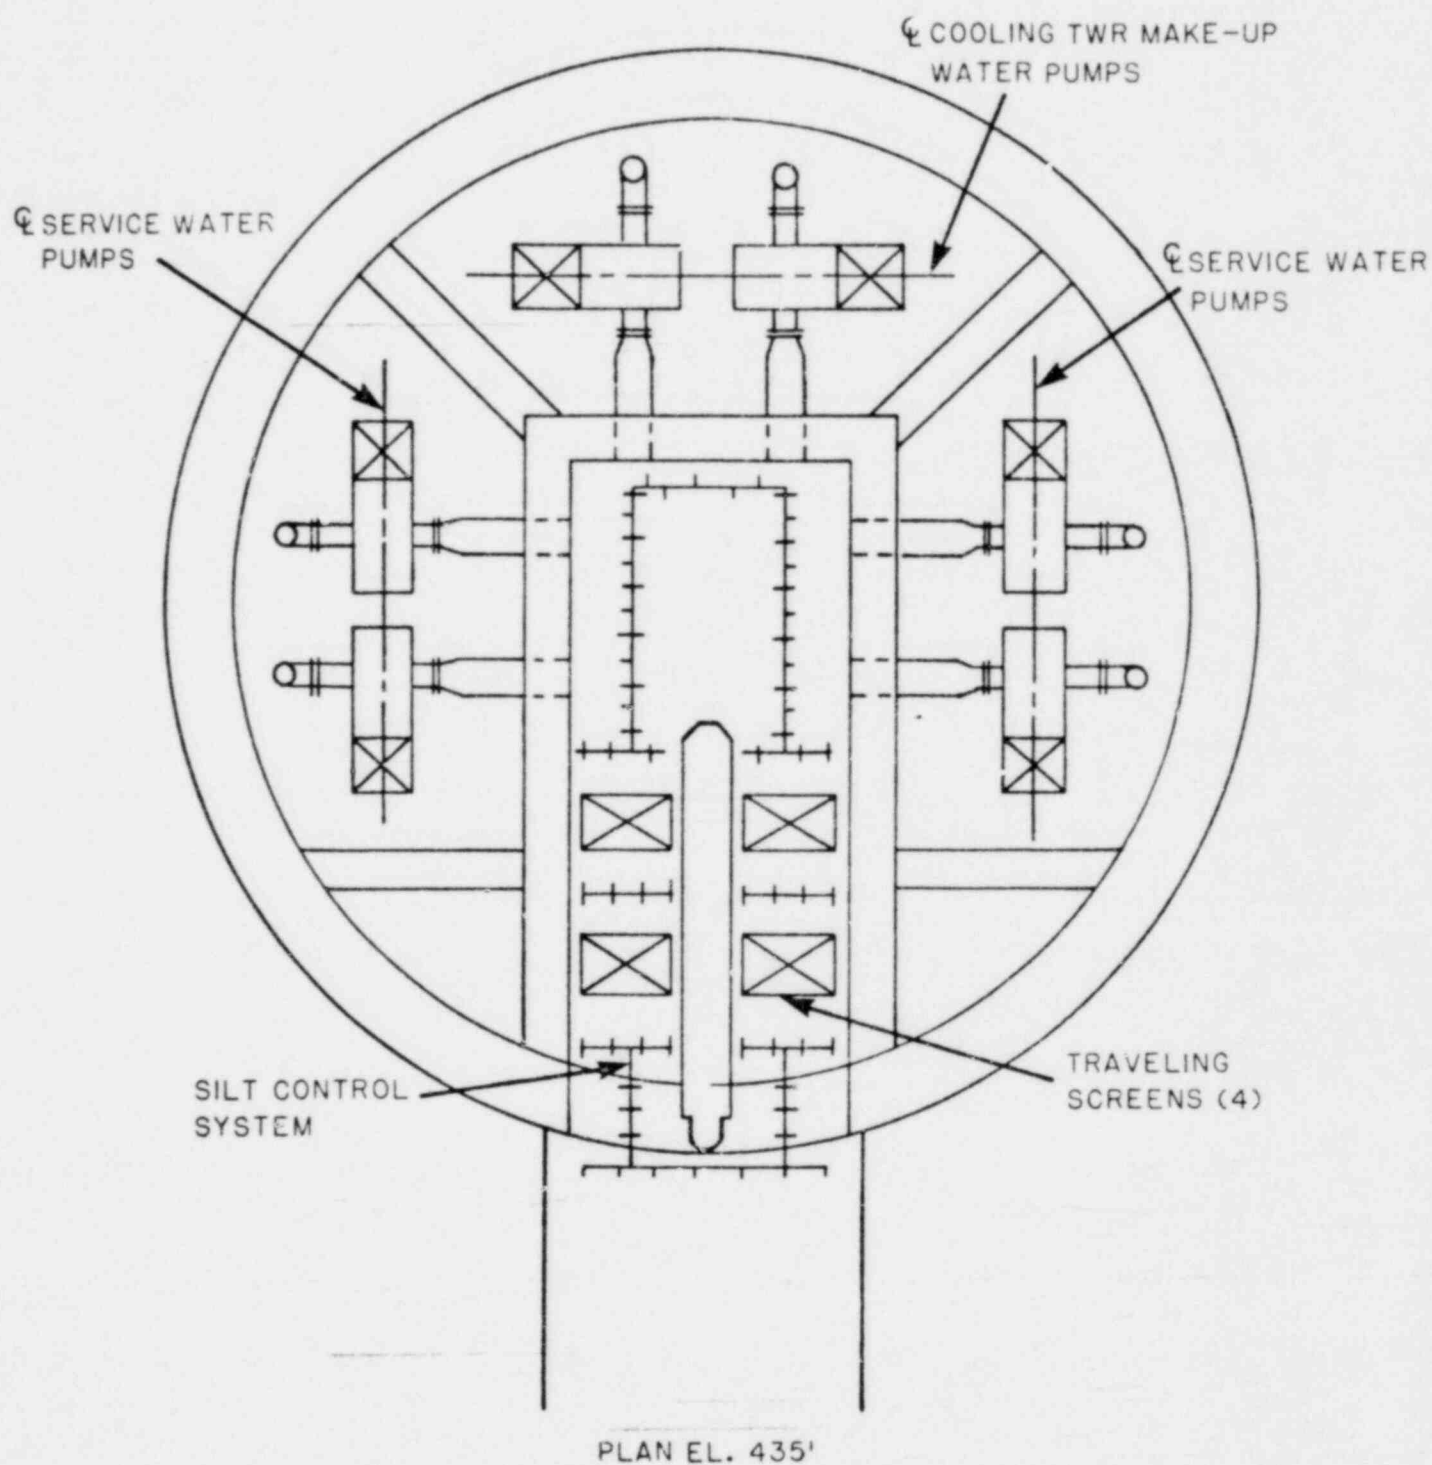 ℄ COOLING TWR MAKE-UP
WATER PUMPS
℄ SERVICE WATER
PUMPS
℄ SERVICE WATER
PUMPS
SILT CONTROL
SYSTEM
TRAVELING
SCREENS (4)
PLAN EL. 435'